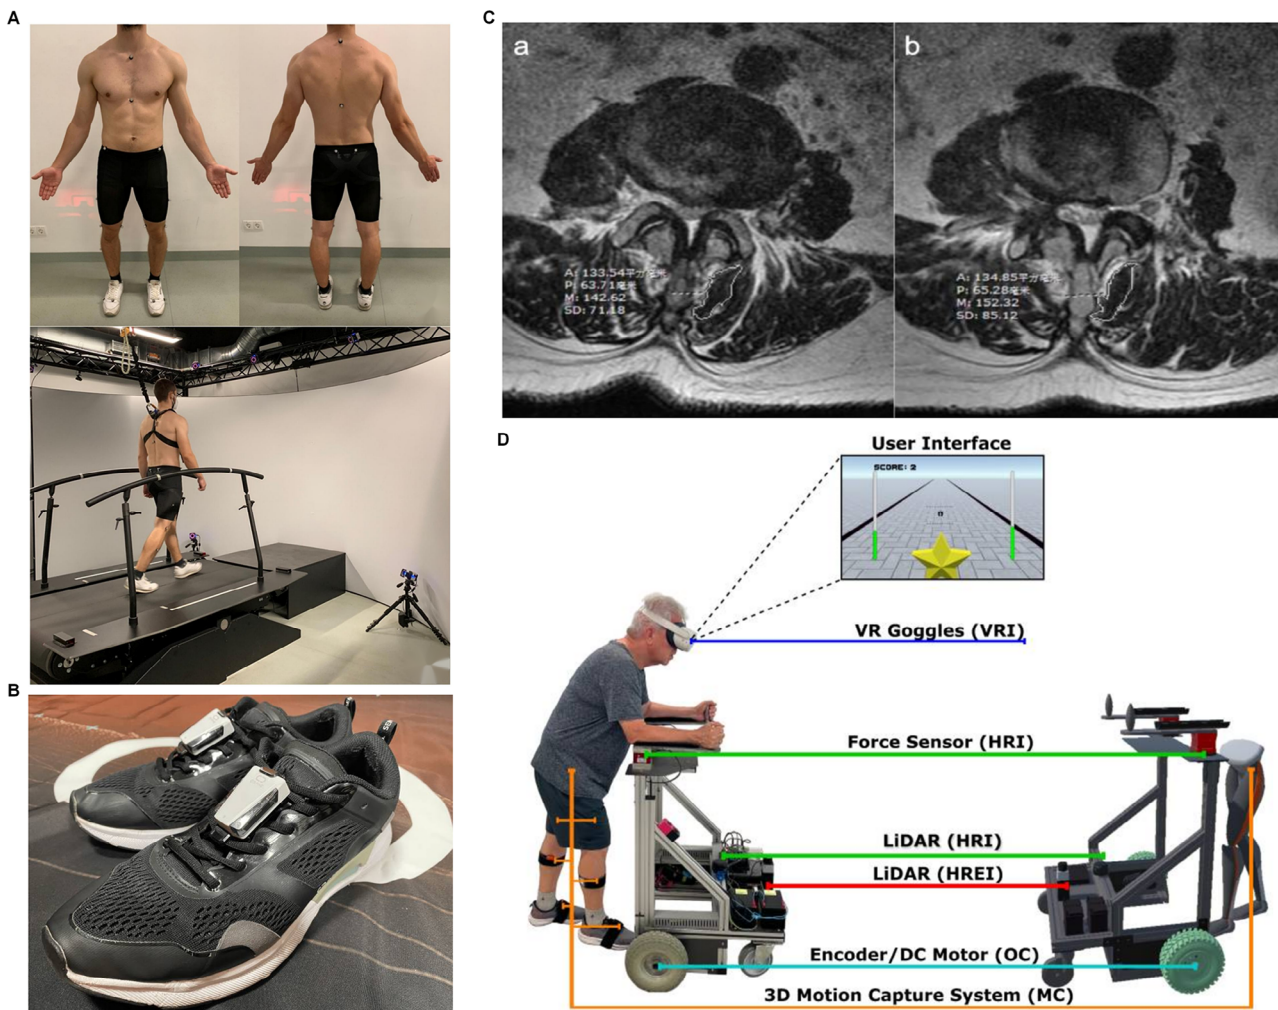 A
B
C
a
A: 133.54平方毫米
P: 63.71毫米
M: 142.62
SD: 71.18
b
A: 134.85平方毫米
P: 65.28毫米
M: 152.32
SD: 85.12
D
User Interface
SCORE: 2
VR Goggles (VRI)
Force Sensor (HRI)
LiDAR (HRI)
LiDAR (HREI)
Encoder/DC Motor (OC)
3D Motion Capture System (MC)